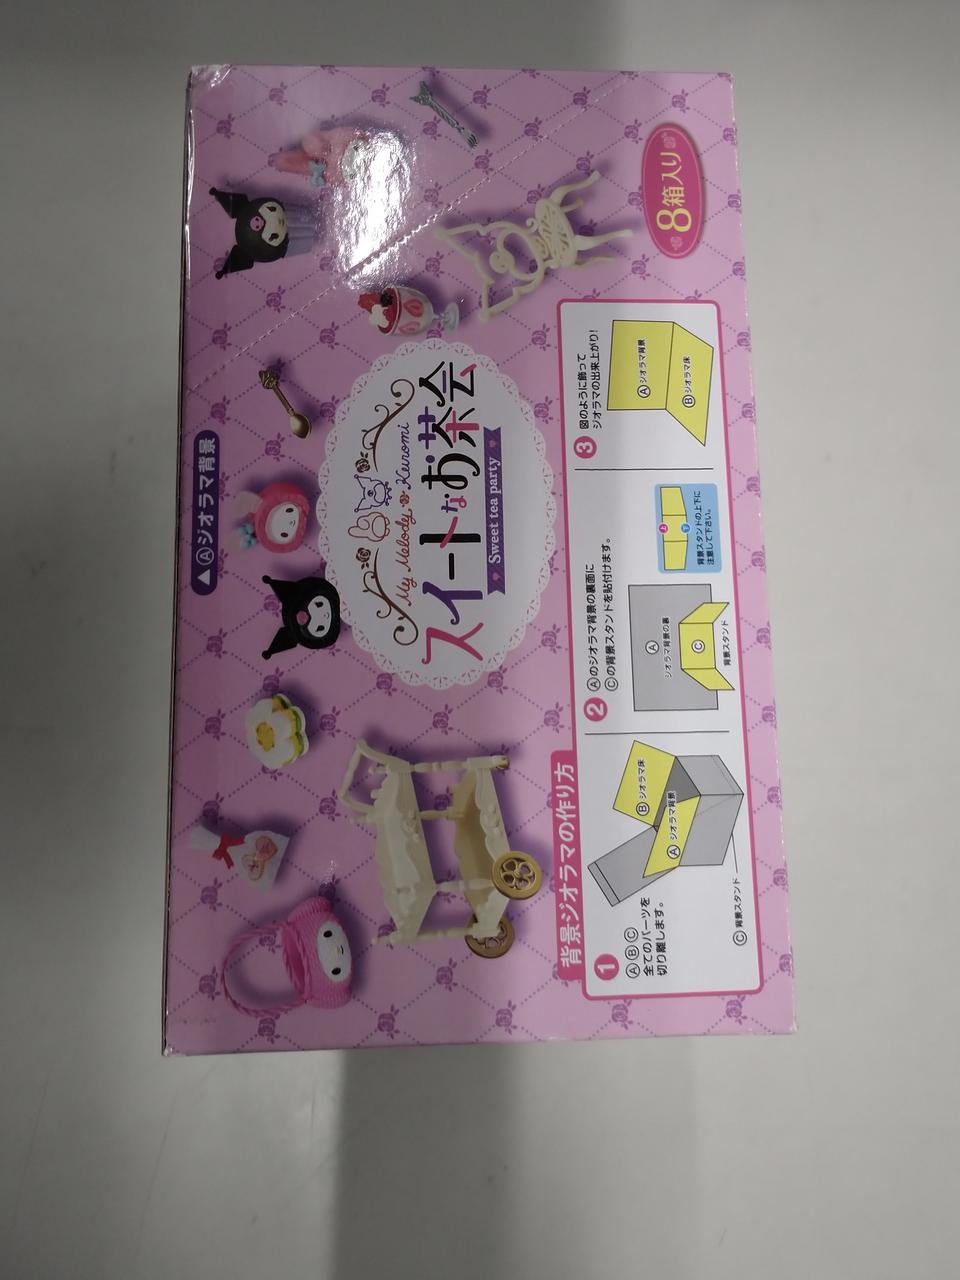 ▲Ⓐジオラマ背景
My Melody & Kuromi
スイートなお茶会
Sweet tea party
8箱入り
背景ジオラマの作り方
1
ⒶⒷⒸ
全てのパーツを
切り離します。
Ⓑ ジオラマ床
Ⓐ ジオラマ背景
Ⓒ 背景スタンド
2
Ⓐのジオラマ背景の裏面に
Ⓒの背景スタンドを貼付けます。
Ⓐ
ジオラマ背景の裏
Ⓒ
背景スタンド
上
下
背景スタンドの上下に
注意して下さい。
3
図のように飾って
ジオラマの出来上がり!
Ⓐ ジオラマ背景
Ⓑ ジオラマ床